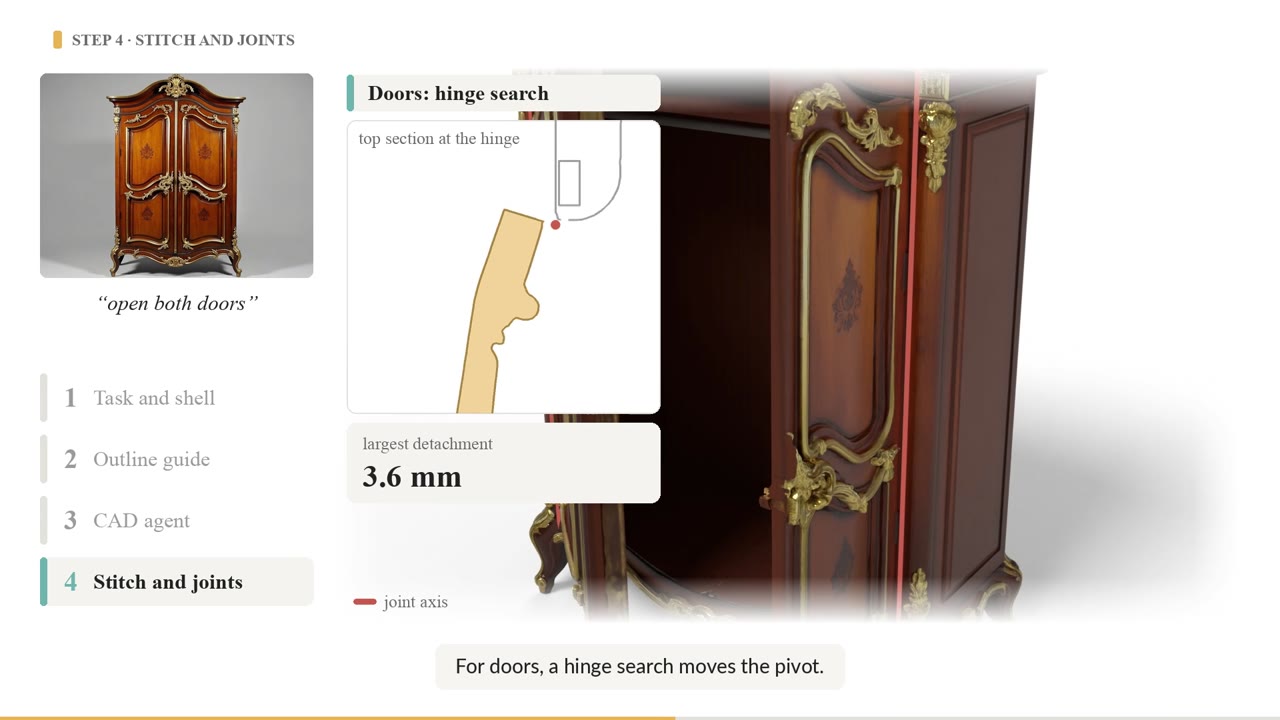 STEP 4 · STITCH AND JOINTS
“open both doors”
1 Task and shell
2 Outline guide
3 CAD agent
4 Stitch and joints
Doors: hinge search
top section at the hinge
largest detachment
3.6 mm
joint axis
For doors, a hinge search moves the pivot.